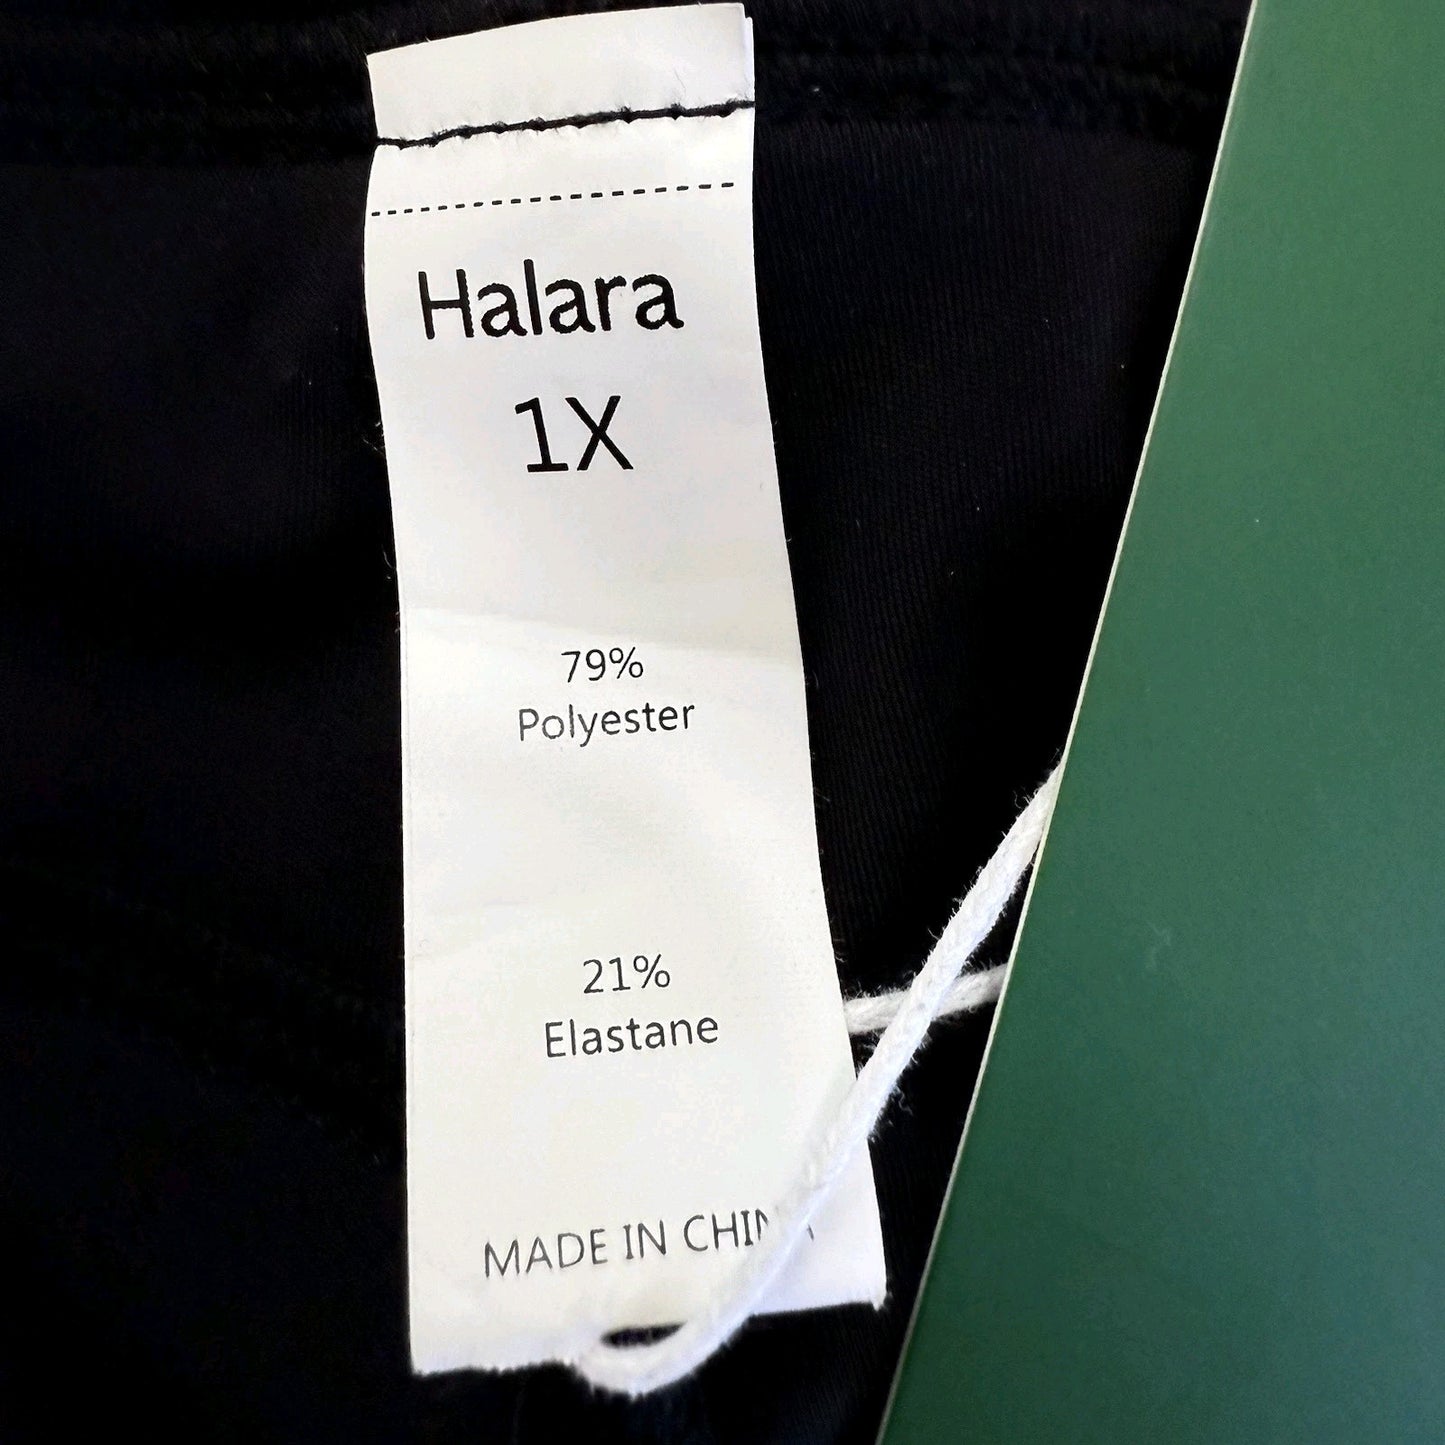 Halara
1X
79%
Polyester
21%
Elastane
MADE IN CHINA